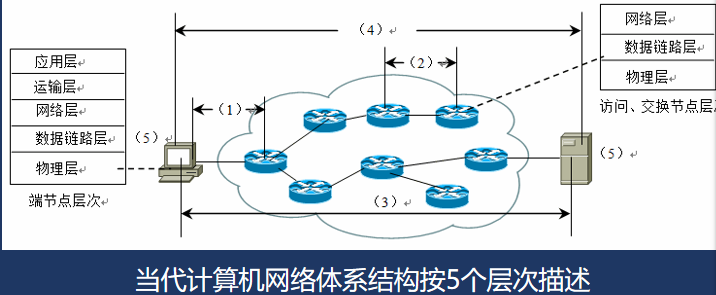 网络层
数据链路层
物理层
访问、交换节点层
(4)
(2)
(1)
应用层
运输层
网络层
数据链路层
物理层
端节点层次
(5)
(5)
(3)
当代计算机网络体系结构按5个层次描述